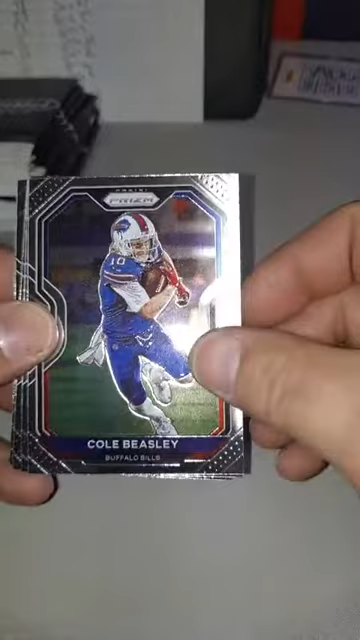 PANINI
PRIZM
10
COLE BEASLEY
BUFFALO BILLS